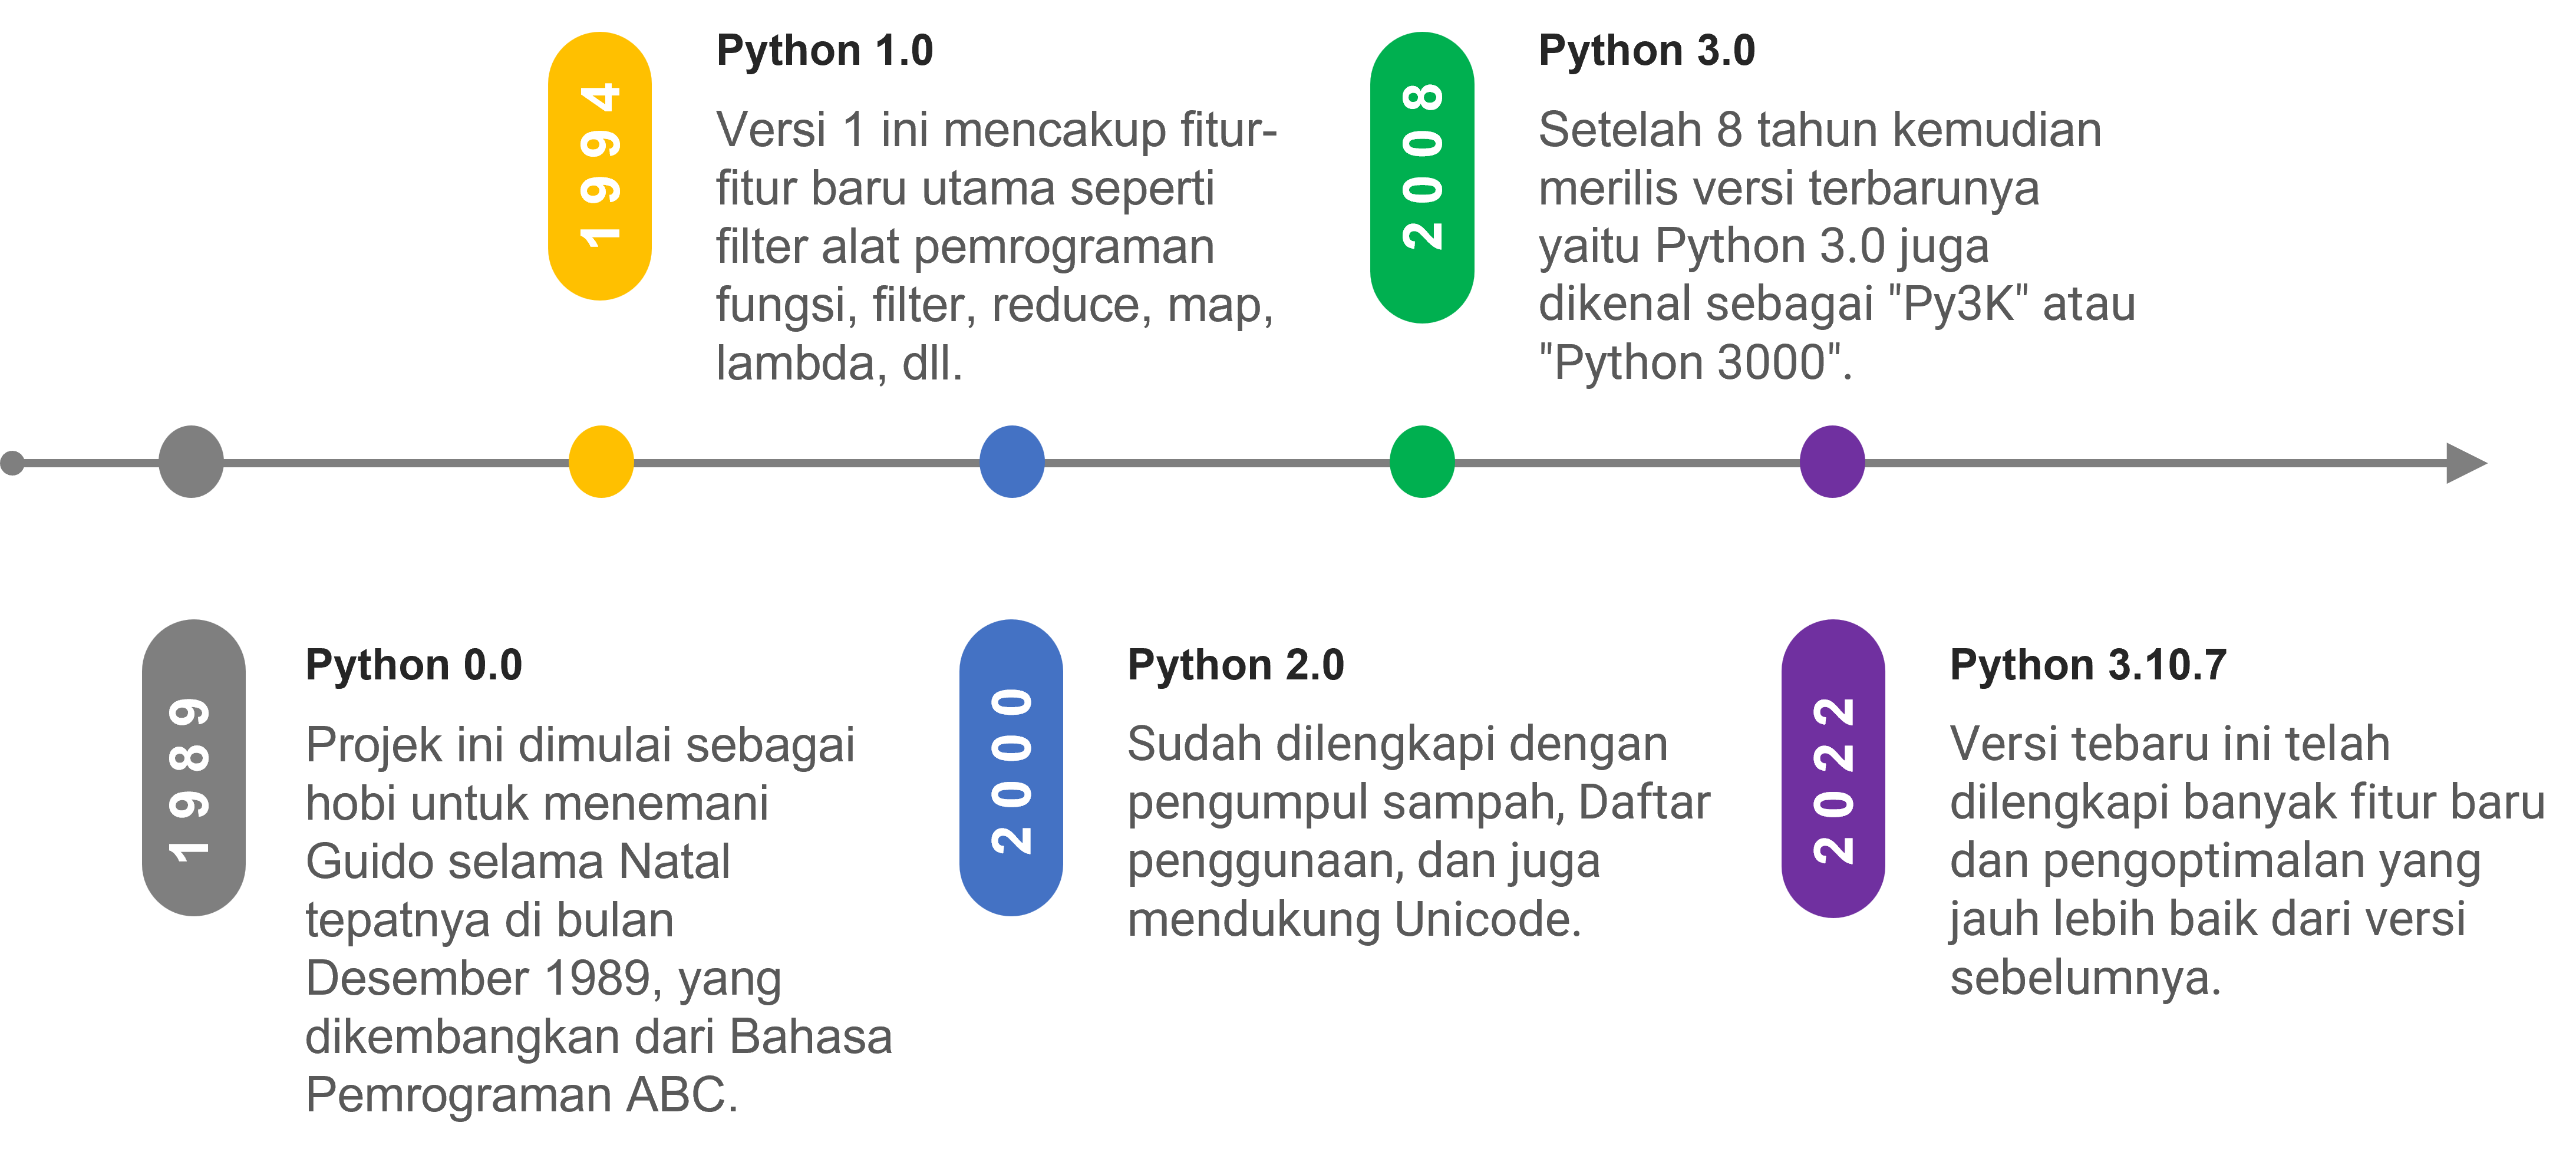 1994
Python 1.0
Versi 1 ini mencakup fitur-
fitur baru utama seperti
filter alat pemrograman
fungsi, filter, reduce, map,
lambda, dll.
2008
Python 3.0
Setelah 8 tahun kemudian
merilis versi terbarunya
yaitu Python 3.0 juga
dikenal sebagai "Py3K" atau
"Python 3000".
1989
Python 0.0
Projek ini dimulai sebagai
hobi untuk menemani
Guido selama Natal
tepatnya di bulan
Desember 1989, yang
dikembangkan dari Bahasa
Pemrograman ABC.
2000
Python 2.0
Sudah dilengkapi dengan
pengumpul sampah, Daftar
penggunaan, dan juga
mendukung Unicode.
2022
Python 3.10.7
Versi tebaru ini telah
dilengkapi banyak fitur baru
dan pengoptimalan yang
jauh lebih baik dari versi
sebelumnya.